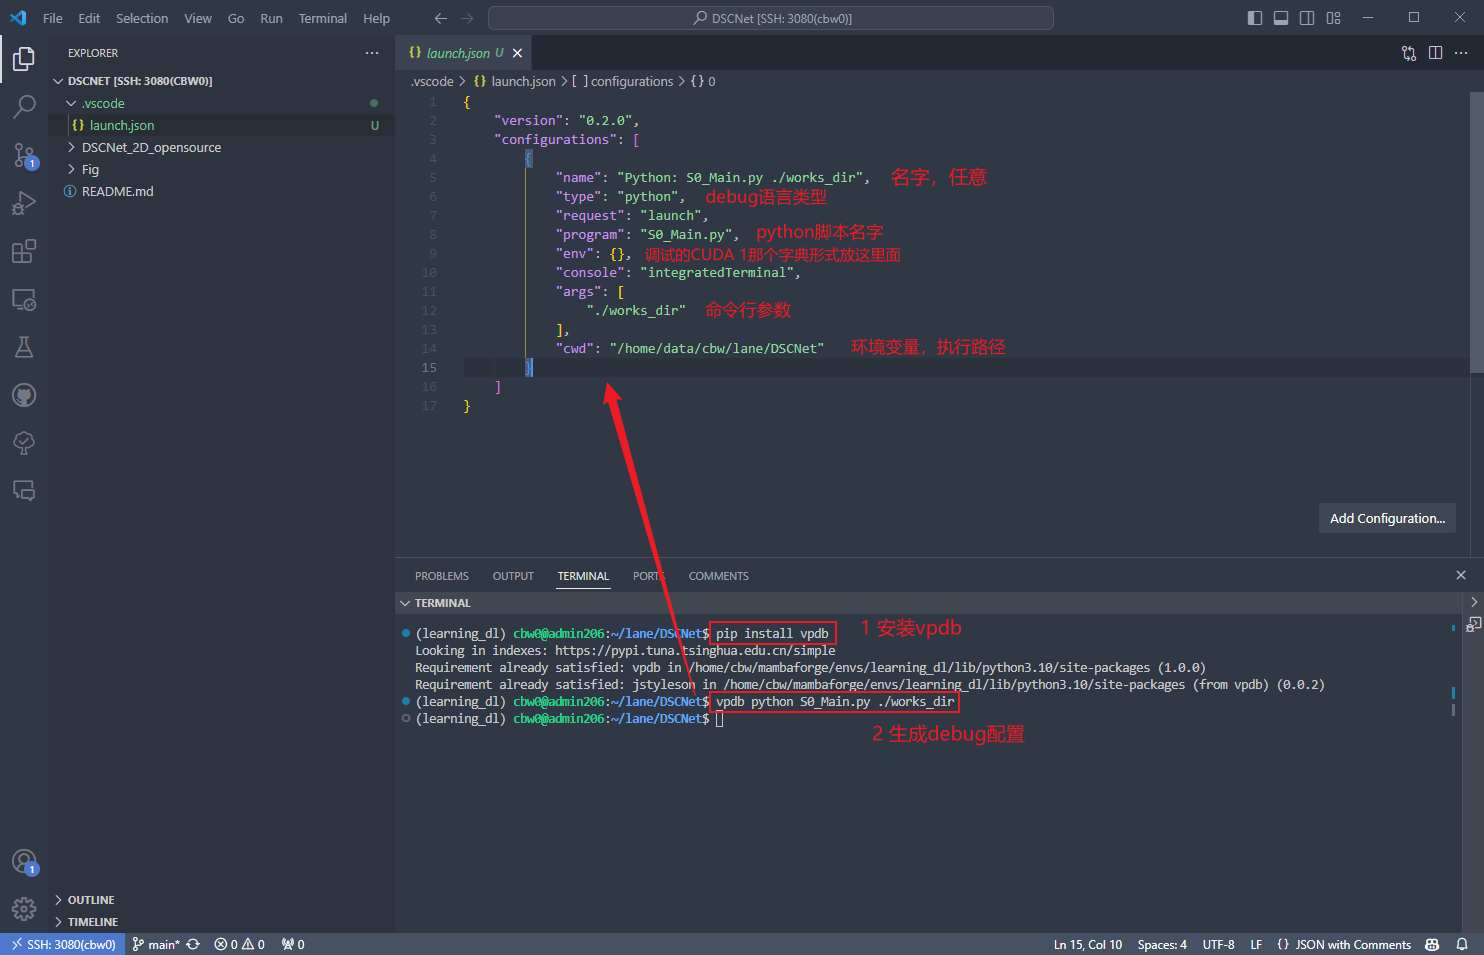 File Edit Selection View Go Run Terminal Help
DSCNet [SSH: 3080(cbw0)]
EXPLORER
DSCNET [SSH: 3080(CBW0)]
.vscode
launch.json U
DSCNet_2D_opensource
Fig
README.md
OUTLINE
TIMELINE
{} launch.json U
.vscode > {} launch.json > [ ] configurations > {} 0
1 {
2 "version": "0.2.0",
3 "configurations": [
4 {
5 "name": "Python: S0_Main.py ./works_dir", 名字，任意
6 "type": "python", debug语言类型
7 "request": "launch",
8 "program": "S0_Main.py", python脚本名字
9 "env": {}, 调试的CUDA 1那个字典形式放这里面
10 "console": "integratedTerminal",
11 "args": [
12 "./works_dir" 命令行参数
13 ],
14 "cwd": "/home/data/cbw/lane/DSCNet" 环境变量，执行路径
15 }
16 ]
17 }
Add Configuration...
PROBLEMS OUTPUT TERMINAL PORTS COMMENTS
TERMINAL
(learning_dl) cbw0@admin206:~/lane/DSCNet$ pip install vpdb 1 安装vpdb
Looking in indexes: https://pypi.tuna.tsinghua.edu.cn/simple
Requirement already satisfied: vpdb in /home/cbw/mambaforge/envs/learning_dl/lib/python3.10/site-packages (1.0.0)
Requirement already satisfied: jstyleson in /home/cbw/mambaforge/envs/learning_dl/lib/python3.10/site-packages (from vpdb) (0.0.2)
(learning_dl) cbw0@admin206:~/lane/DSCNet$ vpdb python S0_Main.py ./works_dir
(learning_dl) cbw0@admin206:~/lane/DSCNet$
2 生成debug配置
1
1
SSH: 3080(cbw0) main* 0 0 0 Ln 15, Col 10 Spaces: 4 UTF-8 LF {} JSON with Comments